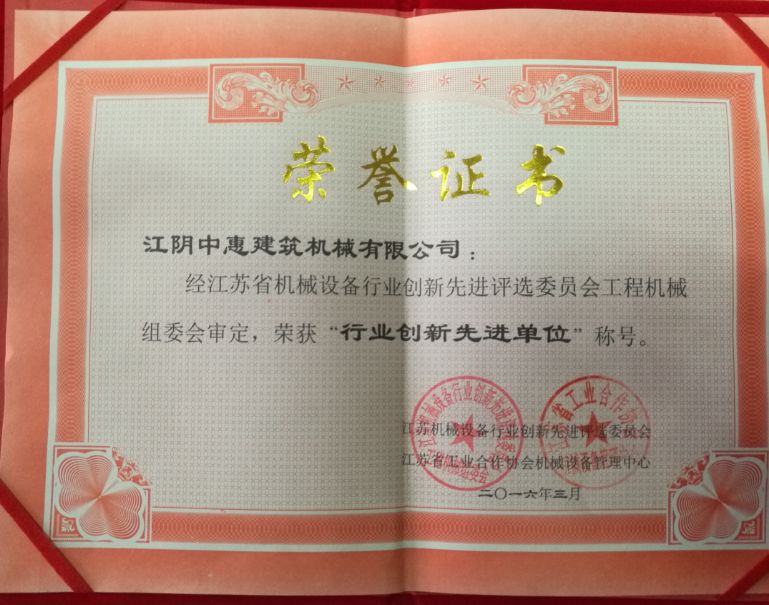 荣誉证书
江阴中惠建筑机械有限公司：
经江苏省机械设备行业创新先进评选委员会工程机械
组委会审定，荣获“行业创新先进单位”称号。
江苏机械设备行业创新先进评选委员会
江苏省工业合作协会机械设备管理中心
二〇一六年三月